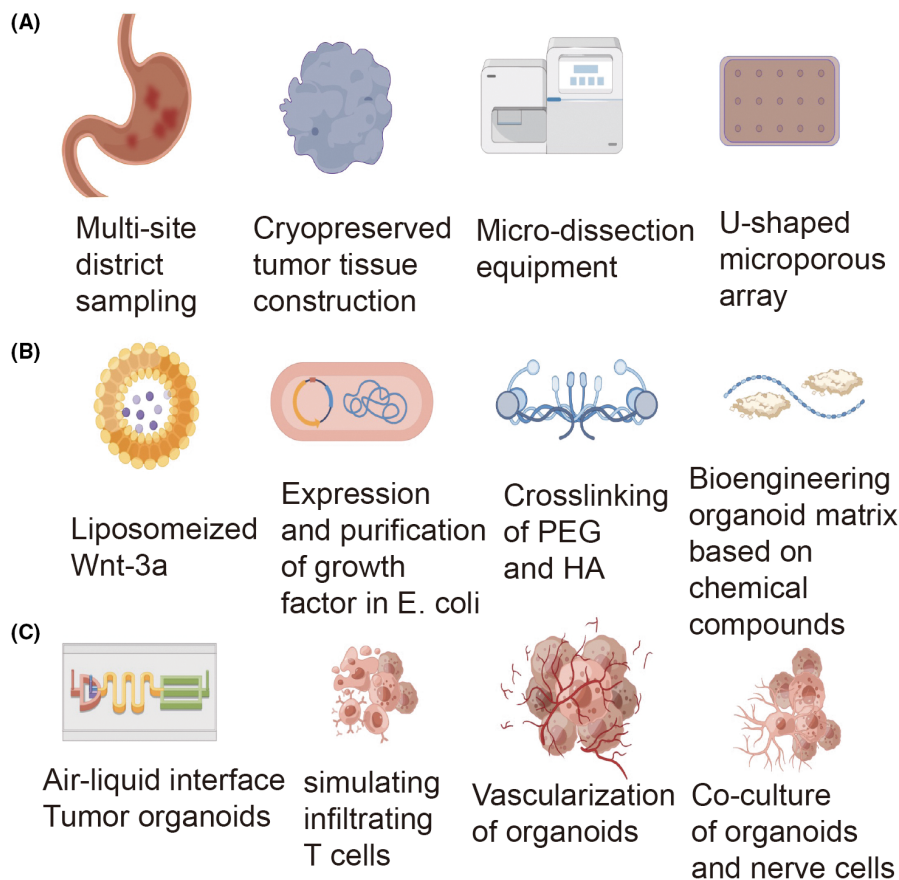 (A)
Multi-site
district
sampling
Cryopreserved
tumor tissue
construction
Micro-dissection
equipment
U-shaped
microporous
array
(B)
Liposomeized
Wnt-3a
Expression
and purification
of growth
factor in E. coli
Crosslinking
of PEG
and HA
Bioengineering
organoid matrix
based on
chemical
compounds
(C)
Air-liquid interface
Tumor organoids
simulating
infiltrating
T cells
Vascularization
of organoids
Co-culture
of organoids
and nerve cells